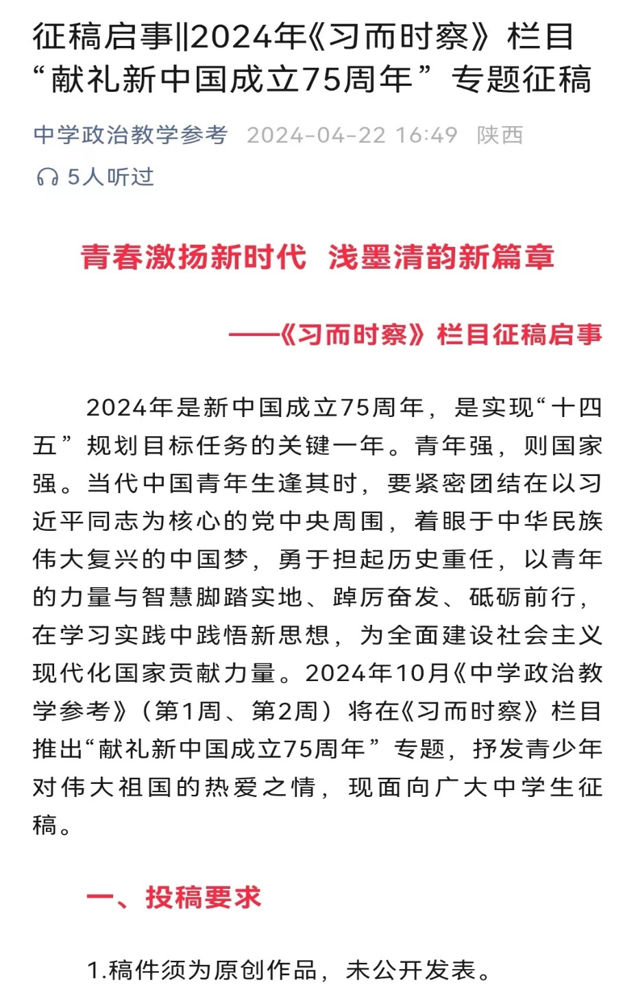 征稿启事||2024年《习而时察》栏目
“献礼新中国成立75周年”专题征稿
中学政治教学参考 2024-04-22 16:49 陕西
5人听过
青春激扬新时代 浅墨清韵新篇章
——《习而时察》栏目征稿启事
2024年是新中国成立75周年，是实现“十四
五”规划目标任务的关键一年。青年强，则国家
强。当代中国青年生逢其时，要紧密团结在以习
近平同志为核心的党中央周围，着眼于中华民族
伟大复兴的中国梦，勇于担起历史重任，以青年
的力量与智慧脚踏实地、踔厉奋发、砥砺前行，
在学习实践中践悟新思想，为全面建设社会主义
现代化国家贡献力量。2024年10月《中学政治教
学参考》（第1周、第2周）将在《习而时察》栏目
推出“献礼新中国成立75周年”专题，抒发青少年
对伟大祖国的热爱之情，现面向广大中学生征
稿。
一、投稿要求
1.稿件须为原创作品，未公开发表。